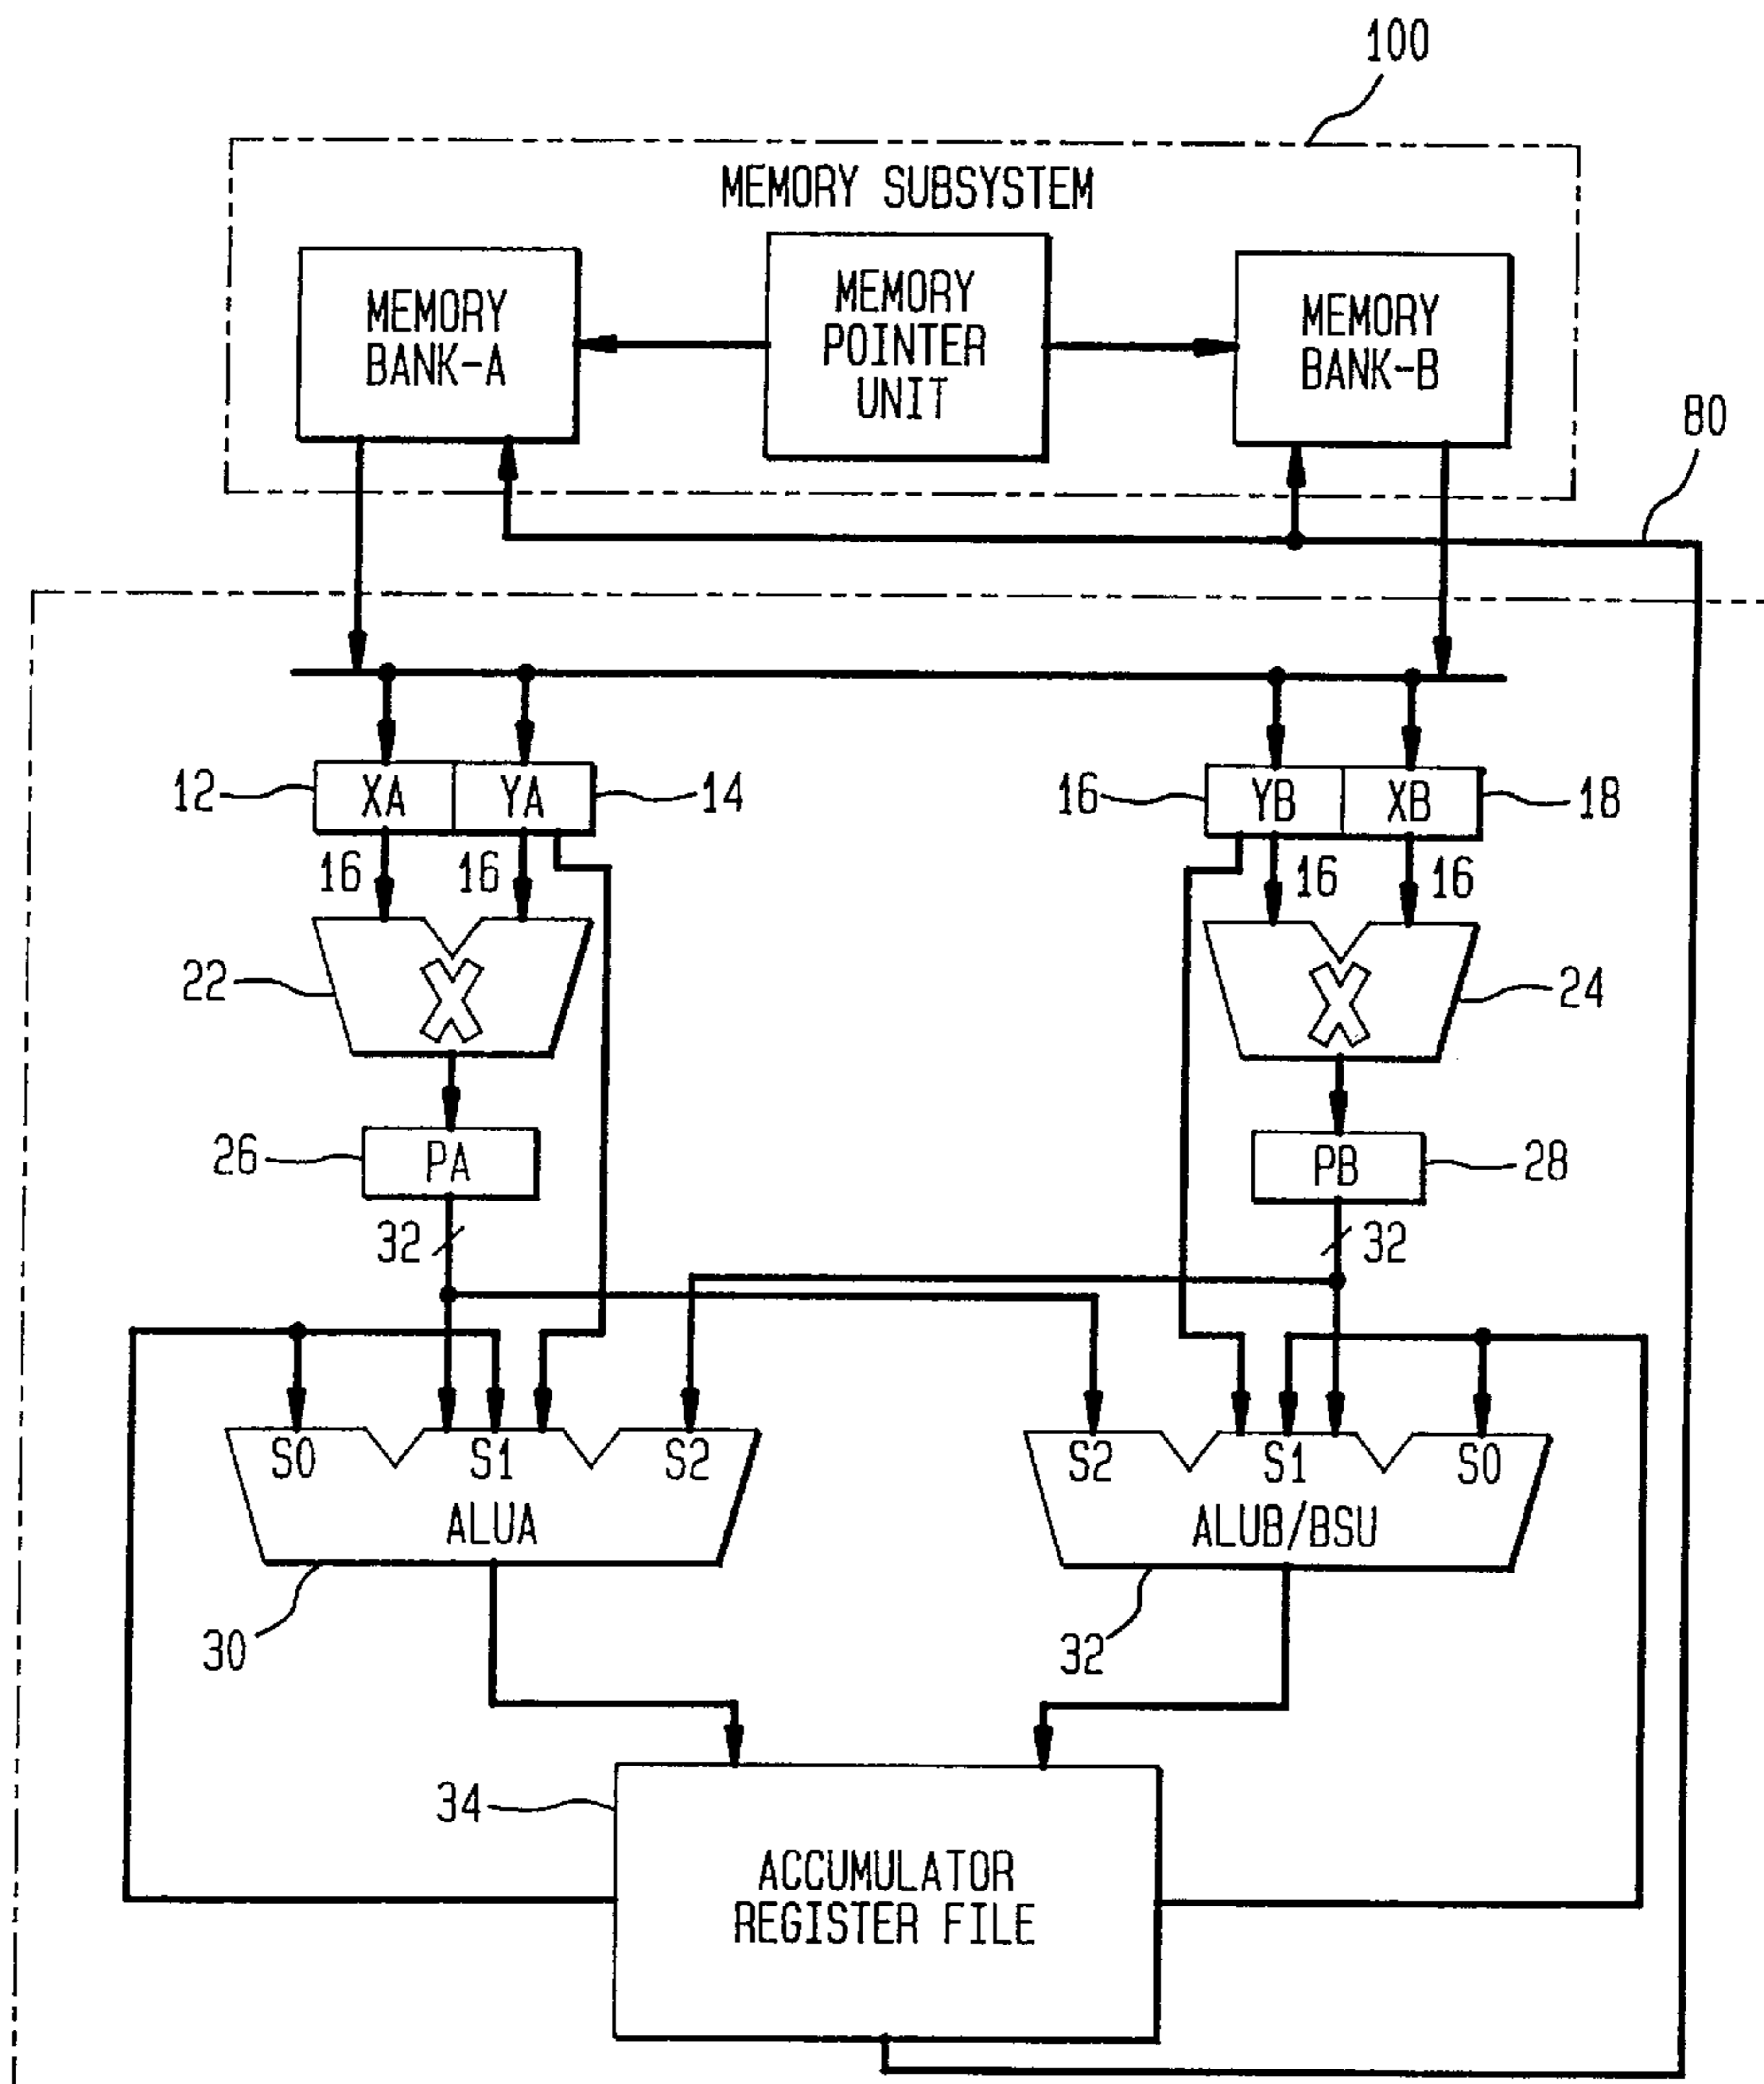 100
MEMORY SUBSYSTEM
MEMORY
BANK-A
MEMORY
POINTER
UNIT
MEMORY
BANK-B
80
12
XA
YA
14
16
YB
XB
18
16
16
16
16
22
X
X
24
26
PA
PB
28
32
32
S0
S1
S2
ALUA
S2
S1
S0
ALUB/BSU
30
32
34
ACCUMULATOR
REGISTER FILE